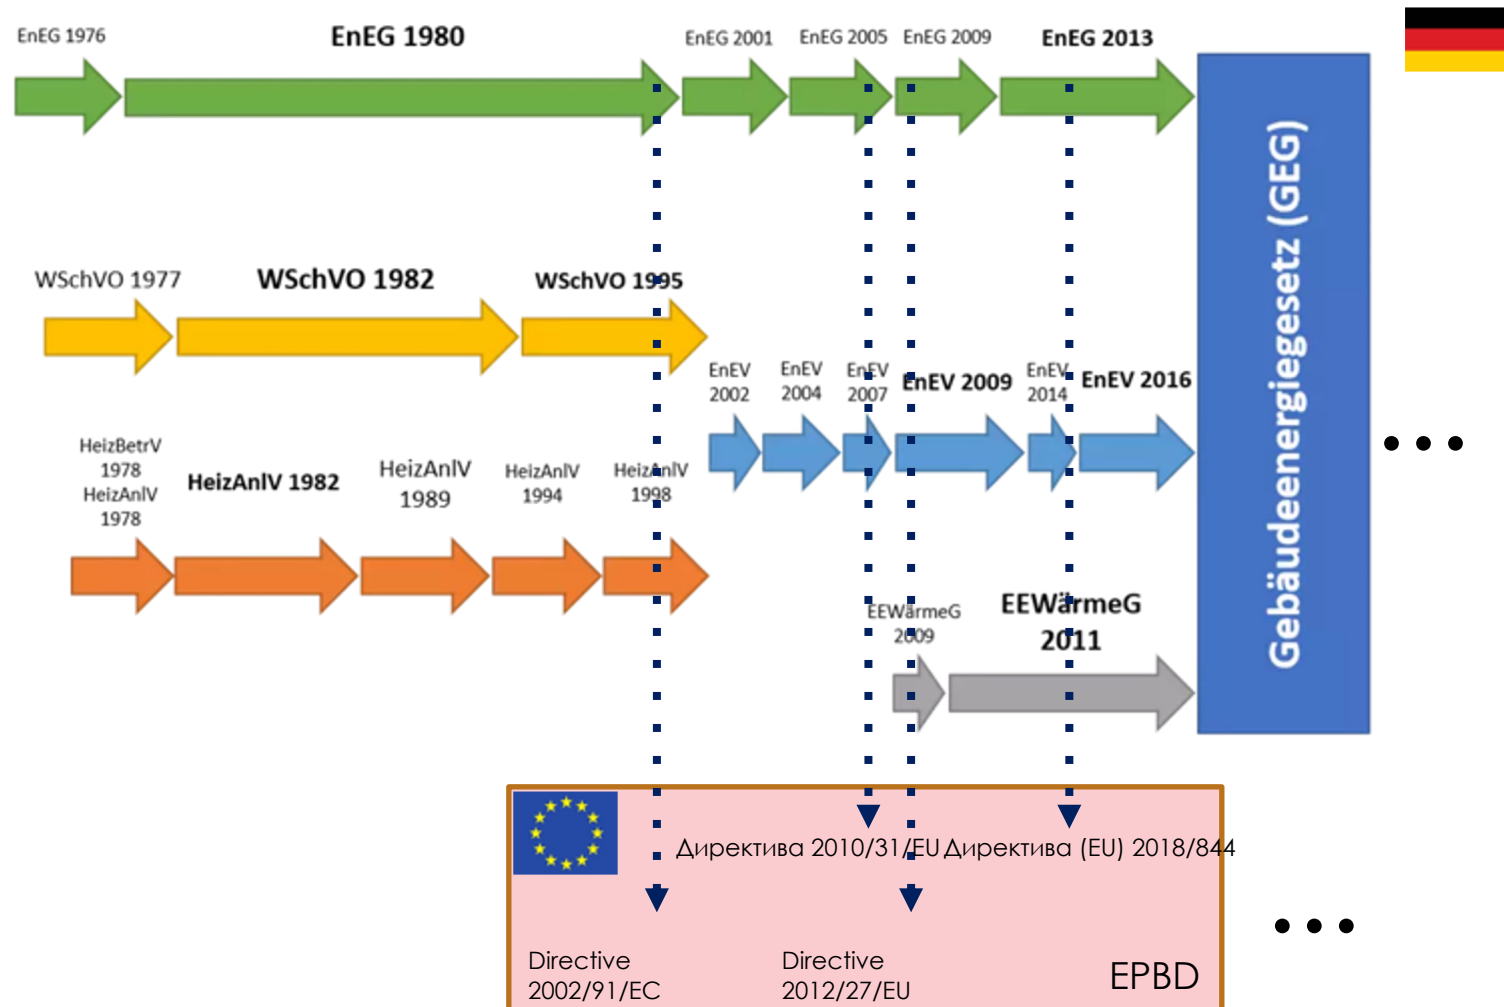 EnEG 1976
EnEG 1980
EnEG 2001
EnEG 2005
EnEG 2009
EnEG 2013
WSchVO 1977
WSchVO 1982
WSchVO 1995
EnEV
2002
EnEV
2004
EnEV
2007
EnEV 2009
EnEV
2014
EnEV 2016
HeizBetrV
1978
HeizAnlV
1978
HeizAnlV 1982
HeizAnlV
1989
HeizAnlV
1994
HeizAnlV
1998
EEWärmeG
2009
EEWärmeG
2011
Gebäudeenergiegesetz (GEG)
Директива 2010/31/EU
Директива (EU) 2018/844
Directive
2002/91/EC
Directive
2012/27/EU
EPBD